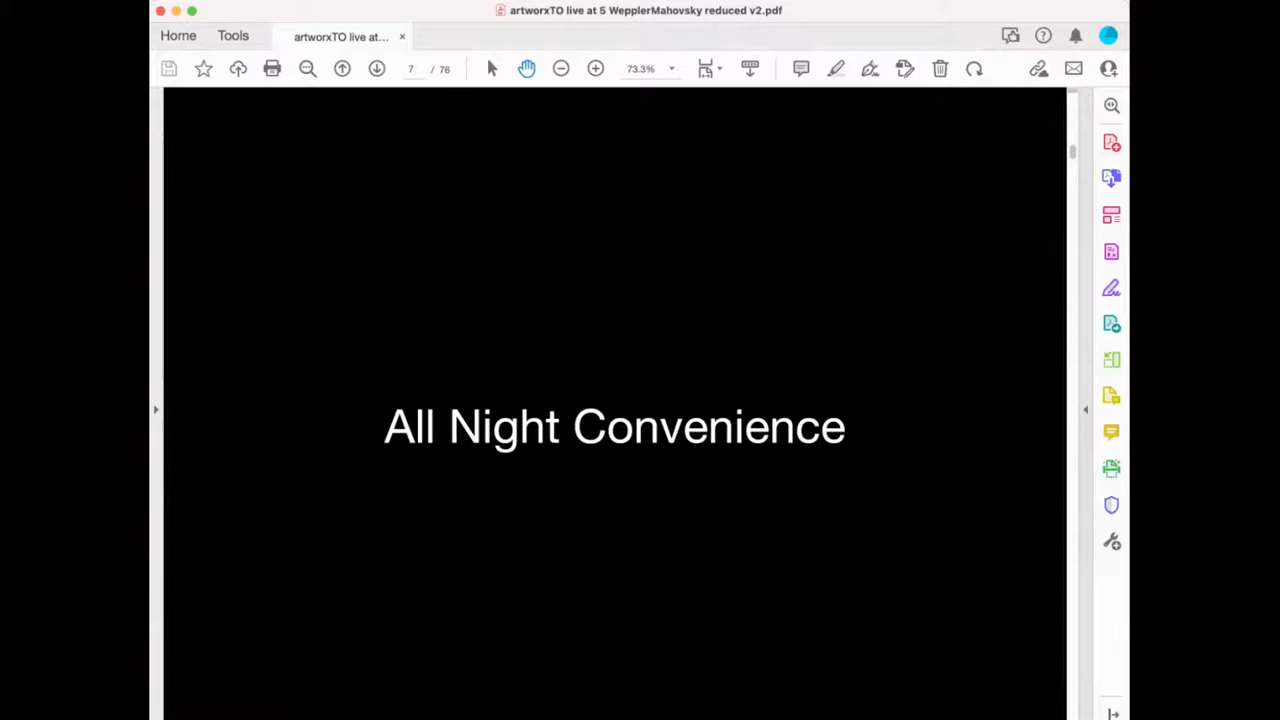 artworxTO live at 5 WepplerMahovsky reduced v2.pdf
Home Tools artworxTO live at... ×
7 / 76 73.3%
All Night Convenience